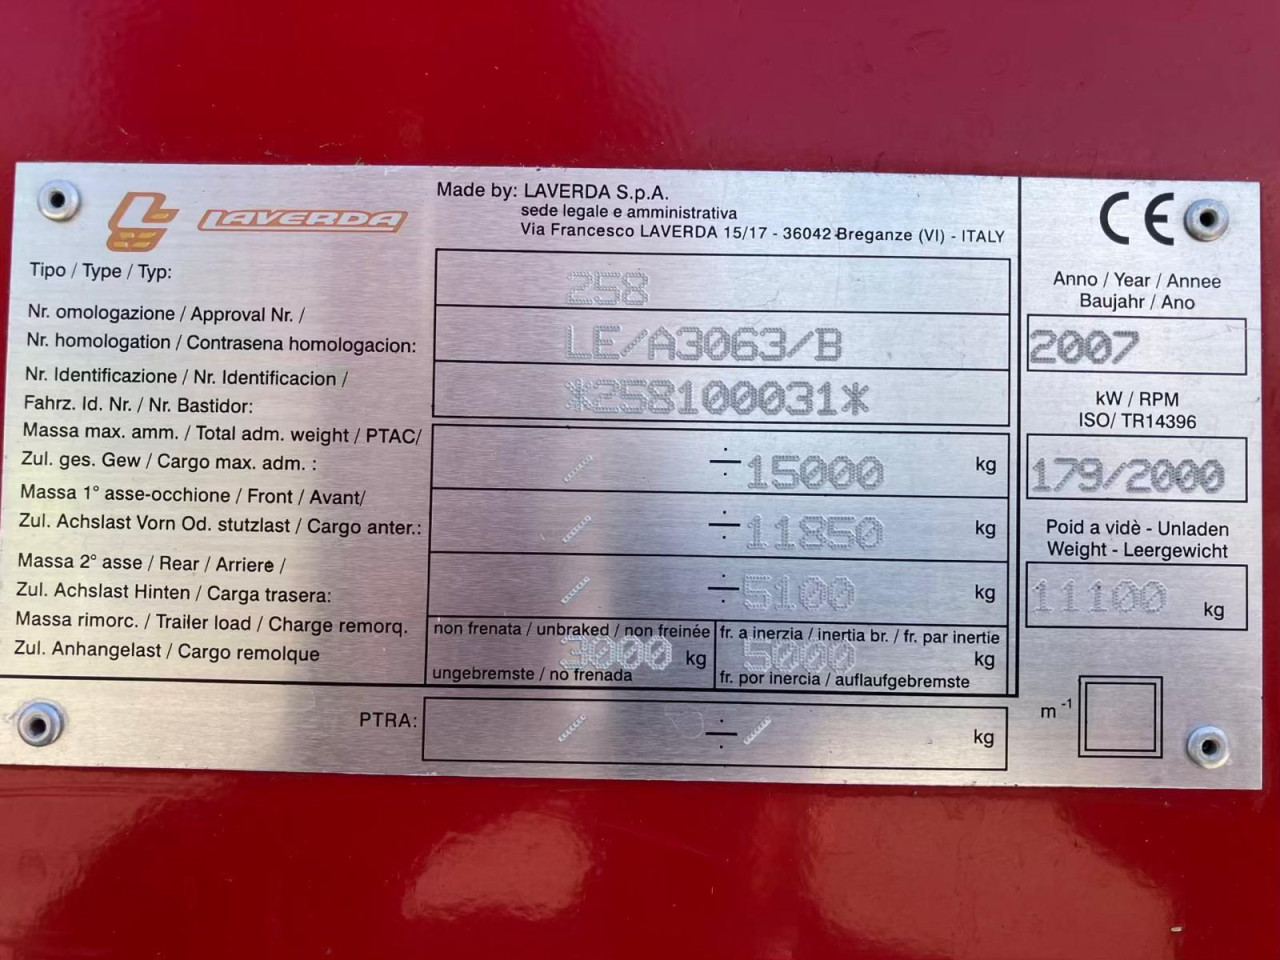 LAVERDA
Made by: LAVERDA S.p.A.
sede legale e amministrativa
Via Francesco LAVERDA 15/17 - 36042 Breganze (VI) - ITALY
CE
Tipo / Type / Typ:
258
Nr. omologazione / Approval Nr. /
Nr. homologation / Contrasena homologacion:
LE/A3063/B
Nr. Identificazione / Nr. Identificacion /
Fahrz. Id. Nr. / Nr. Bastidor:
*258100031*
Massa max. amm. / Total adm. weight / PTAC/
Zul. ges. Gew / Cargo max. adm. :
/ ÷ 15000 kg
Massa 1° asse-occhione / Front / Avant/
Zul. Achslast Vorn Od. stutzlast / Cargo anter.:
/ ÷ 11850 kg
Massa 2° asse / Rear / Arriere /
Zul. Achslast Hinten / Carga trasera:
/ ÷ 5100 kg
Massa rimorc. / Trailer load / Charge remorq.
Zul. Anhangelast / Cargo remolque
non frenata / unbraked / non freinée
3000 kg
ungebremste / no frenada
fr. a inerzia / inertia br. / fr. par inertie
5000 kg
fr. por inercia / auflaufgebremste
PTRA:
/ ÷ / kg
Anno / Year / Annee
Baujahr / Ano
2007
kW / RPM
ISO/ TR14396
179/2000
Poid a vidè - Unladen
Weight - Leergewicht
11100 kg
m-1